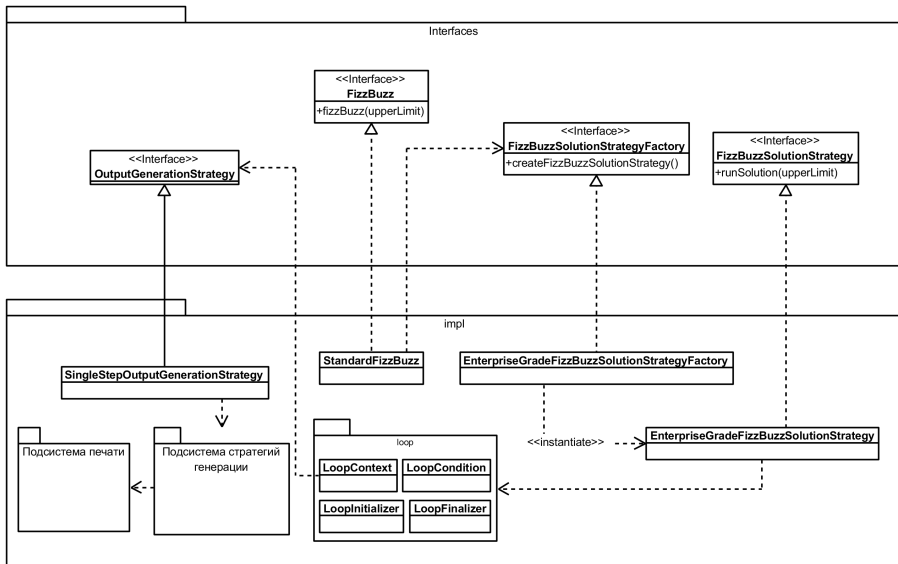 Interfaces
<<Interface>>
FizzBuzz
+fizzBuzz(upperLimit)
<<Interface>>
FizzBuzzSolutionStrategyFactory
+createFizzBuzzSolutionStrategy()
<<Interface>>
FizzBuzzSolutionStrategy
+runSolution(upperLimit)
<<Interface>>
OutputGenerationStrategy
impl
SingleStepOutputGenerationStrategy
StandardFizzBuzz
EnterpriseGradeFizzBuzzSolutionStrategyFactory
<<instantiate>>
EnterpriseGradeFizzBuzzSolutionStrategy
Подсистема печати
Подсистема стратегий
генерации
loop
LoopContext
LoopCondition
LoopInitializer
LoopFinalizer